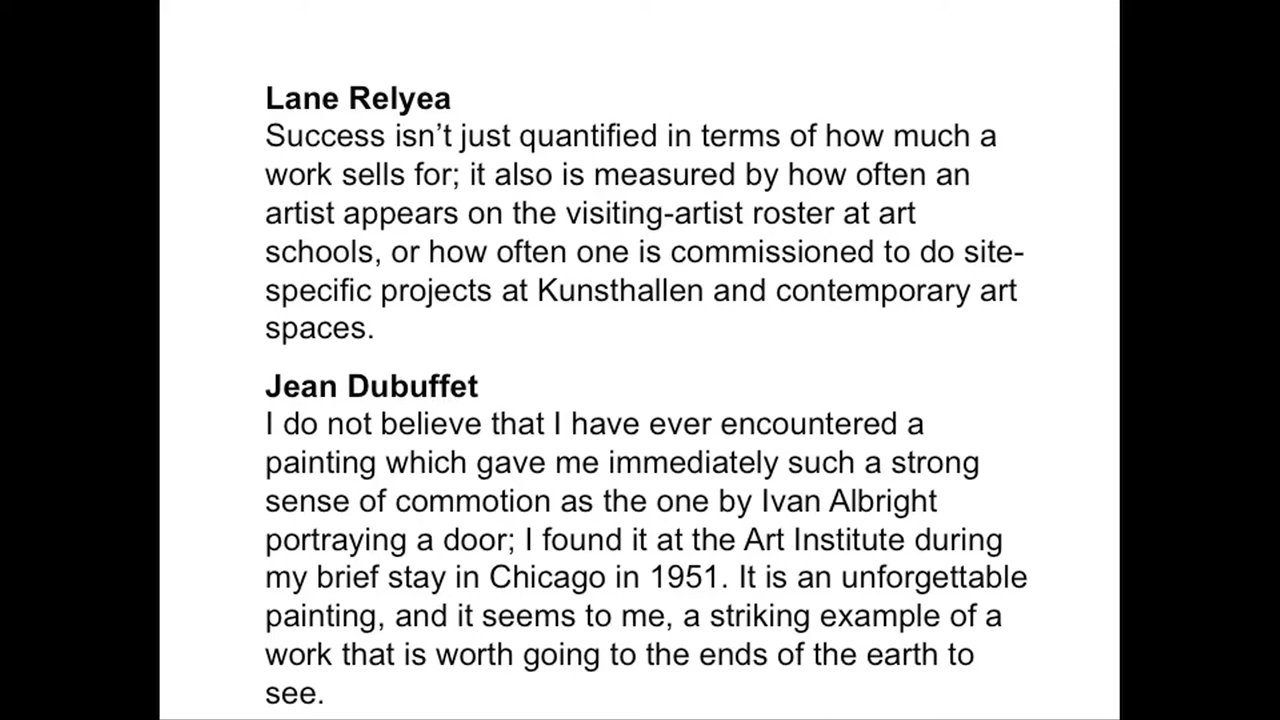 Lane Relyea
Success isn’t just quantified in terms of how much a
work sells for; it also is measured by how often an
artist appears on the visiting-artist roster at art
schools, or how often one is commissioned to do site-
specific projects at Kunsthallen and contemporary art
spaces.
Jean Dubuffet
I do not believe that I have ever encountered a
painting which gave me immediately such a strong
sense of commotion as the one by Ivan Albright
portraying a door; I found it at the Art Institute during
my brief stay in Chicago in 1951. It is an unforgettable
painting, and it seems to me, a striking example of a
work that is worth going to the ends of the earth to
see.